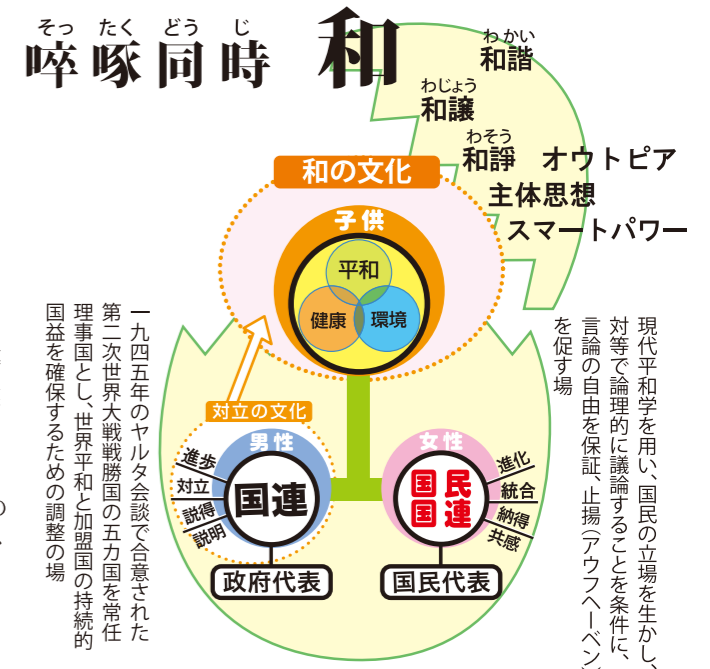 啐啄同時
そっ たく どう じ
和
和諧
わかい
和譲
わじょう
和諍
わそう
オウトピア
主体思想
スマートパワー
和の文化
子供
平和
健康
環境
対立の文化
男性
国連
進歩
対立
説得
説明
政府代表
女性
国民
国連
進化
統合
納得
共感
国民代表
現代平和学を用い、国民の立場を生かし、
対等で論理的に議論することを条件に、
言論の自由を保証、止揚（アウフヘーベン）
を促す場
一九四五年のヤルタ会談で合意された
第二次世界大戦戦勝国の五カ国を常任
理事国とし、世界平和と加盟国の持続的
国益を確保するための調整の場